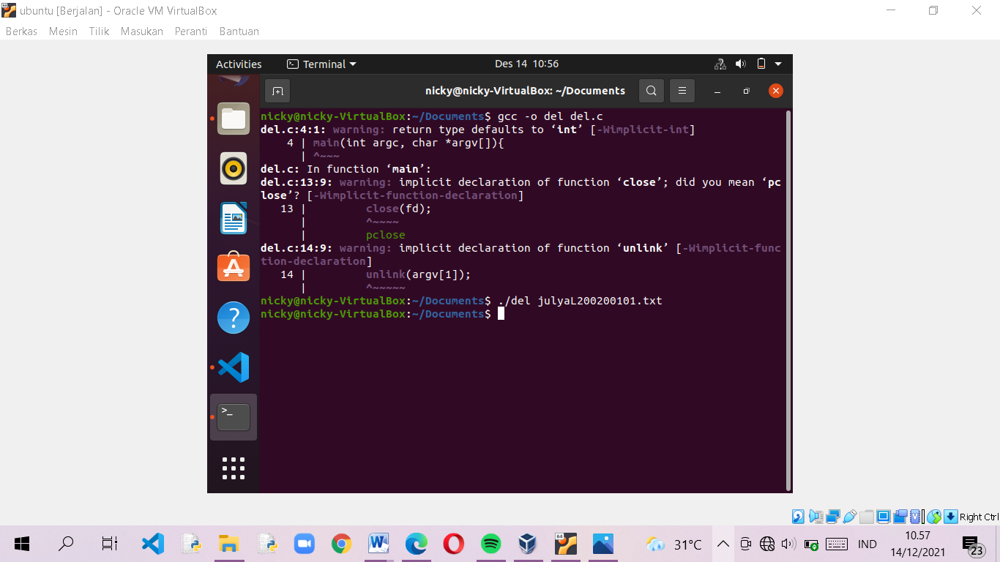 ubuntu [Berjalan] - Oracle VM VirtualBox
Berkas Mesin Tilik Masukan Peranti Bantuan
Activities Terminal Des 14 10:56
nicky@nicky-VirtualBox: ~/Documents
nicky@nicky-VirtualBox:~/Documents$ gcc -o del del.c
del.c:4:1: warning: return type defaults to ‘int’ [-Wimplicit-int]
4 | main(int argc, char *argv[]){
| ^~~~
del.c: In function ‘main’:
del.c:13:9: warning: implicit declaration of function ‘close’; did you mean ‘pc
lose’? [-Wimplicit-function-declaration]
13 | close(fd);
| ^~~~~
| pclose
del.c:14:9: warning: implicit declaration of function ‘unlink’ [-Wimplicit-func
tion-declaration]
14 | unlink(argv[1]);
| ^~~~~~
nicky@nicky-VirtualBox:~/Documents$ ./del julyaL200200101.txt
nicky@nicky-VirtualBox:~/Documents$
Right Ctrl
31°C IND 10.57
14/12/2021 23